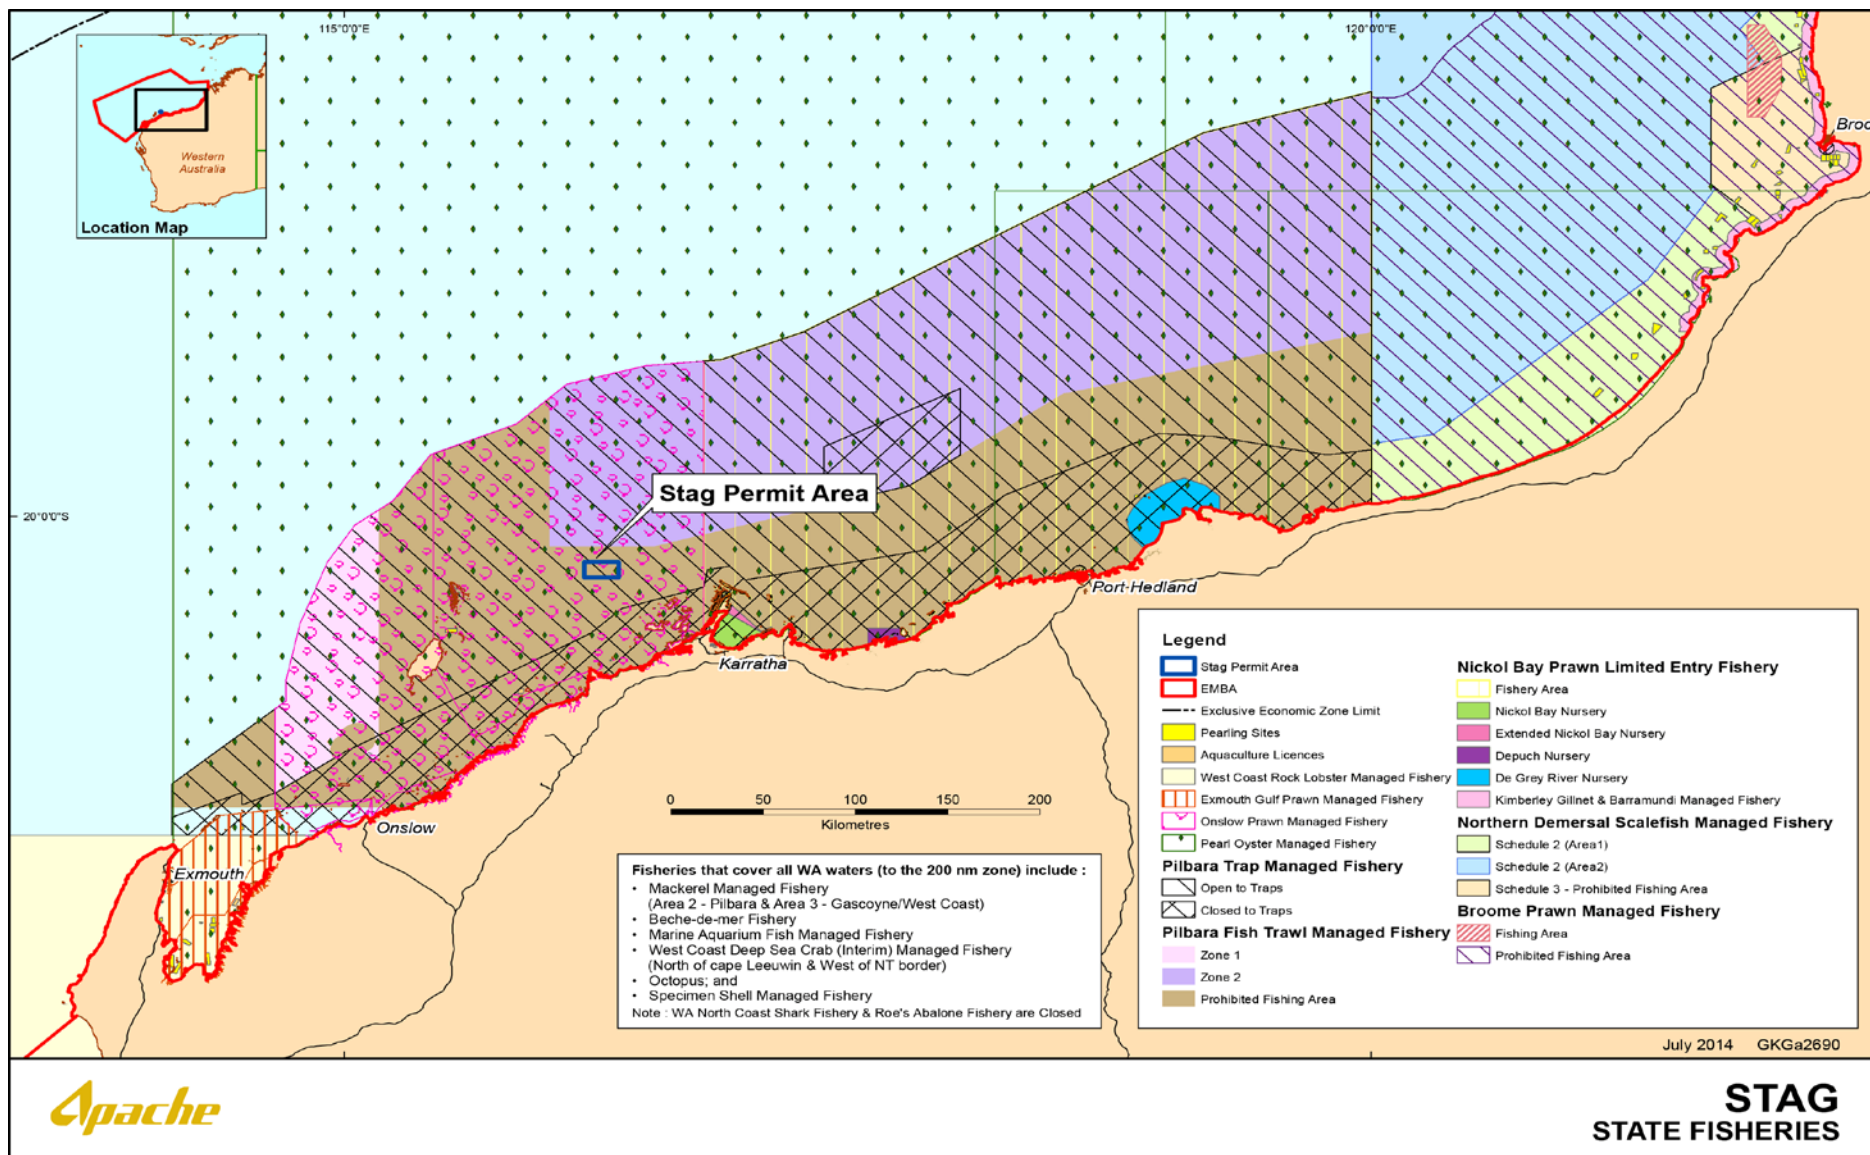 115°0'0"E
120°0'0"E
Western
Australia
Location Map
Broo
Stag Permit Area
20°0'0"S
Port-Hedland
Karratha
Onslow
Exmouth
0 50 100 150 200
Kilometres
Fisheries that cover all WA waters (to the 200 nm zone) include :
• Mackerel Managed Fishery
(Area 2 - Pilbara & Area 3 - Gascoyne/West Coast)
• Beche-de-mer Fishery
• Marine Aquarium Fish Managed Fishery
• West Coast Deep Sea Crab (Interim) Managed Fishery
(North of cape Leeuwin & West of NT border)
• Octopus; and
• Specimen Shell Managed Fishery
Note : WA North Coast Shark Fishery & Roe's Abalone Fishery are Closed
Legend
Stag Permit Area
EMBA
Exclusive Economic Zone Limit
Pearling Sites
Aquaculture Licences
West Coast Rock Lobster Managed Fishery
Exmouth Gulf Prawn Managed Fishery
Onslow Prawn Managed Fishery
Pearl Oyster Managed Fishery
Pilbara Trap Managed Fishery
Open to Traps
Closed to Traps
Pilbara Fish Trawl Managed Fishery
Zone 1
Zone 2
Prohibited Fishing Area
Nickol Bay Prawn Limited Entry Fishery
Fishery Area
Nickol Bay Nursery
Extended Nickol Bay Nursery
Depuch Nursery
De Grey River Nursery
Kimberley Gillnet & Barramundi Managed Fishery
Northern Demersal Scalefish Managed Fishery
Schedule 2 (Area1)
Schedule 2 (Area2)
Schedule 3 - Prohibited Fishing Area
Broome Prawn Managed Fishery
Fishing Area
Prohibited Fishing Area
July 2014 GKGa2690
Apache
STAG
STATE FISHERIES